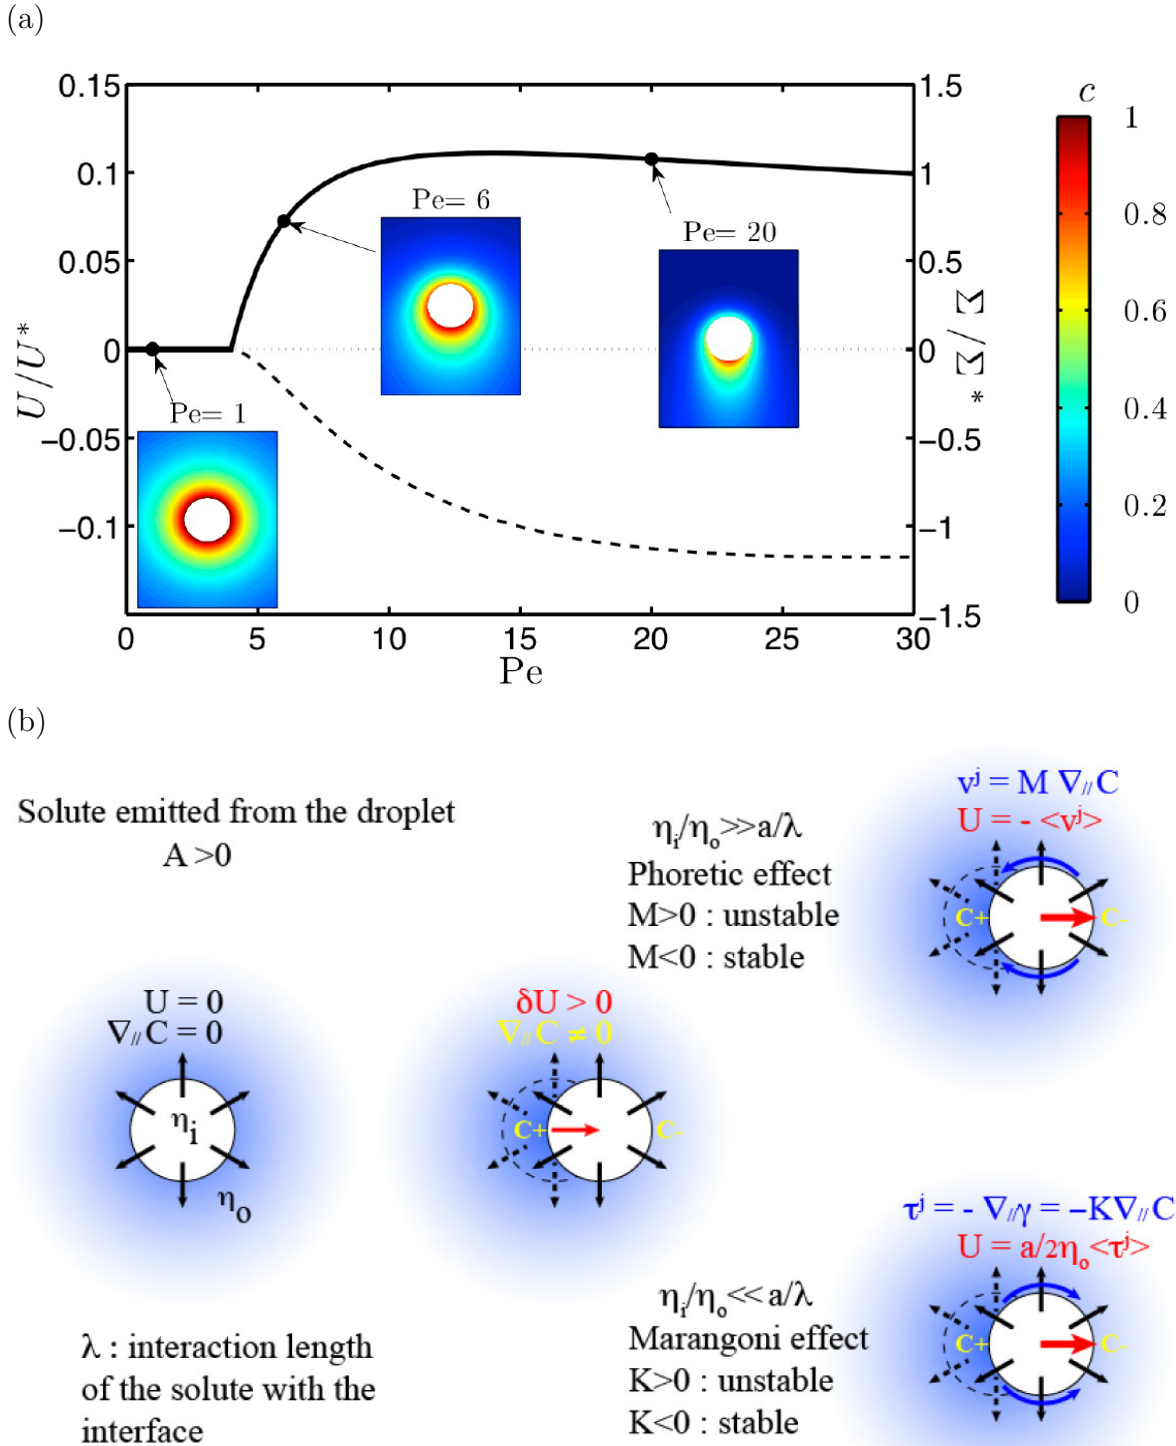 (a)
c
0.15
0.1
0.05
0
−0.05
−0.1
U/U*
1.5
1
0.5
0
−0.5
−1
−1.5
Σ/Σ*
Pe= 1
Pe= 6
Pe= 20
0 5 10 15 20 25 30
Pe
1
0.8
0.6
0.4
0.2
0
(b)
Solute emitted from the droplet
A >0
U = 0
∇//C = 0
ηi
ηo
δU > 0
∇//C ≠ 0
C+ C-
ηi/ηo>>a/λ
Phoretic effect
M>0 : unstable
M<0 : stable
vʲ = M ∇//C
U = - <vʲ>
C+ C-
λ : interaction length
of the solute with the
interface
ηi/ηo<<a/λ
Marangoni effect
K>0 : unstable
K<0 : stable
τʲ = - ∇//γ = −K∇//C
U = a/2ηo<τʲ>
C+ C-